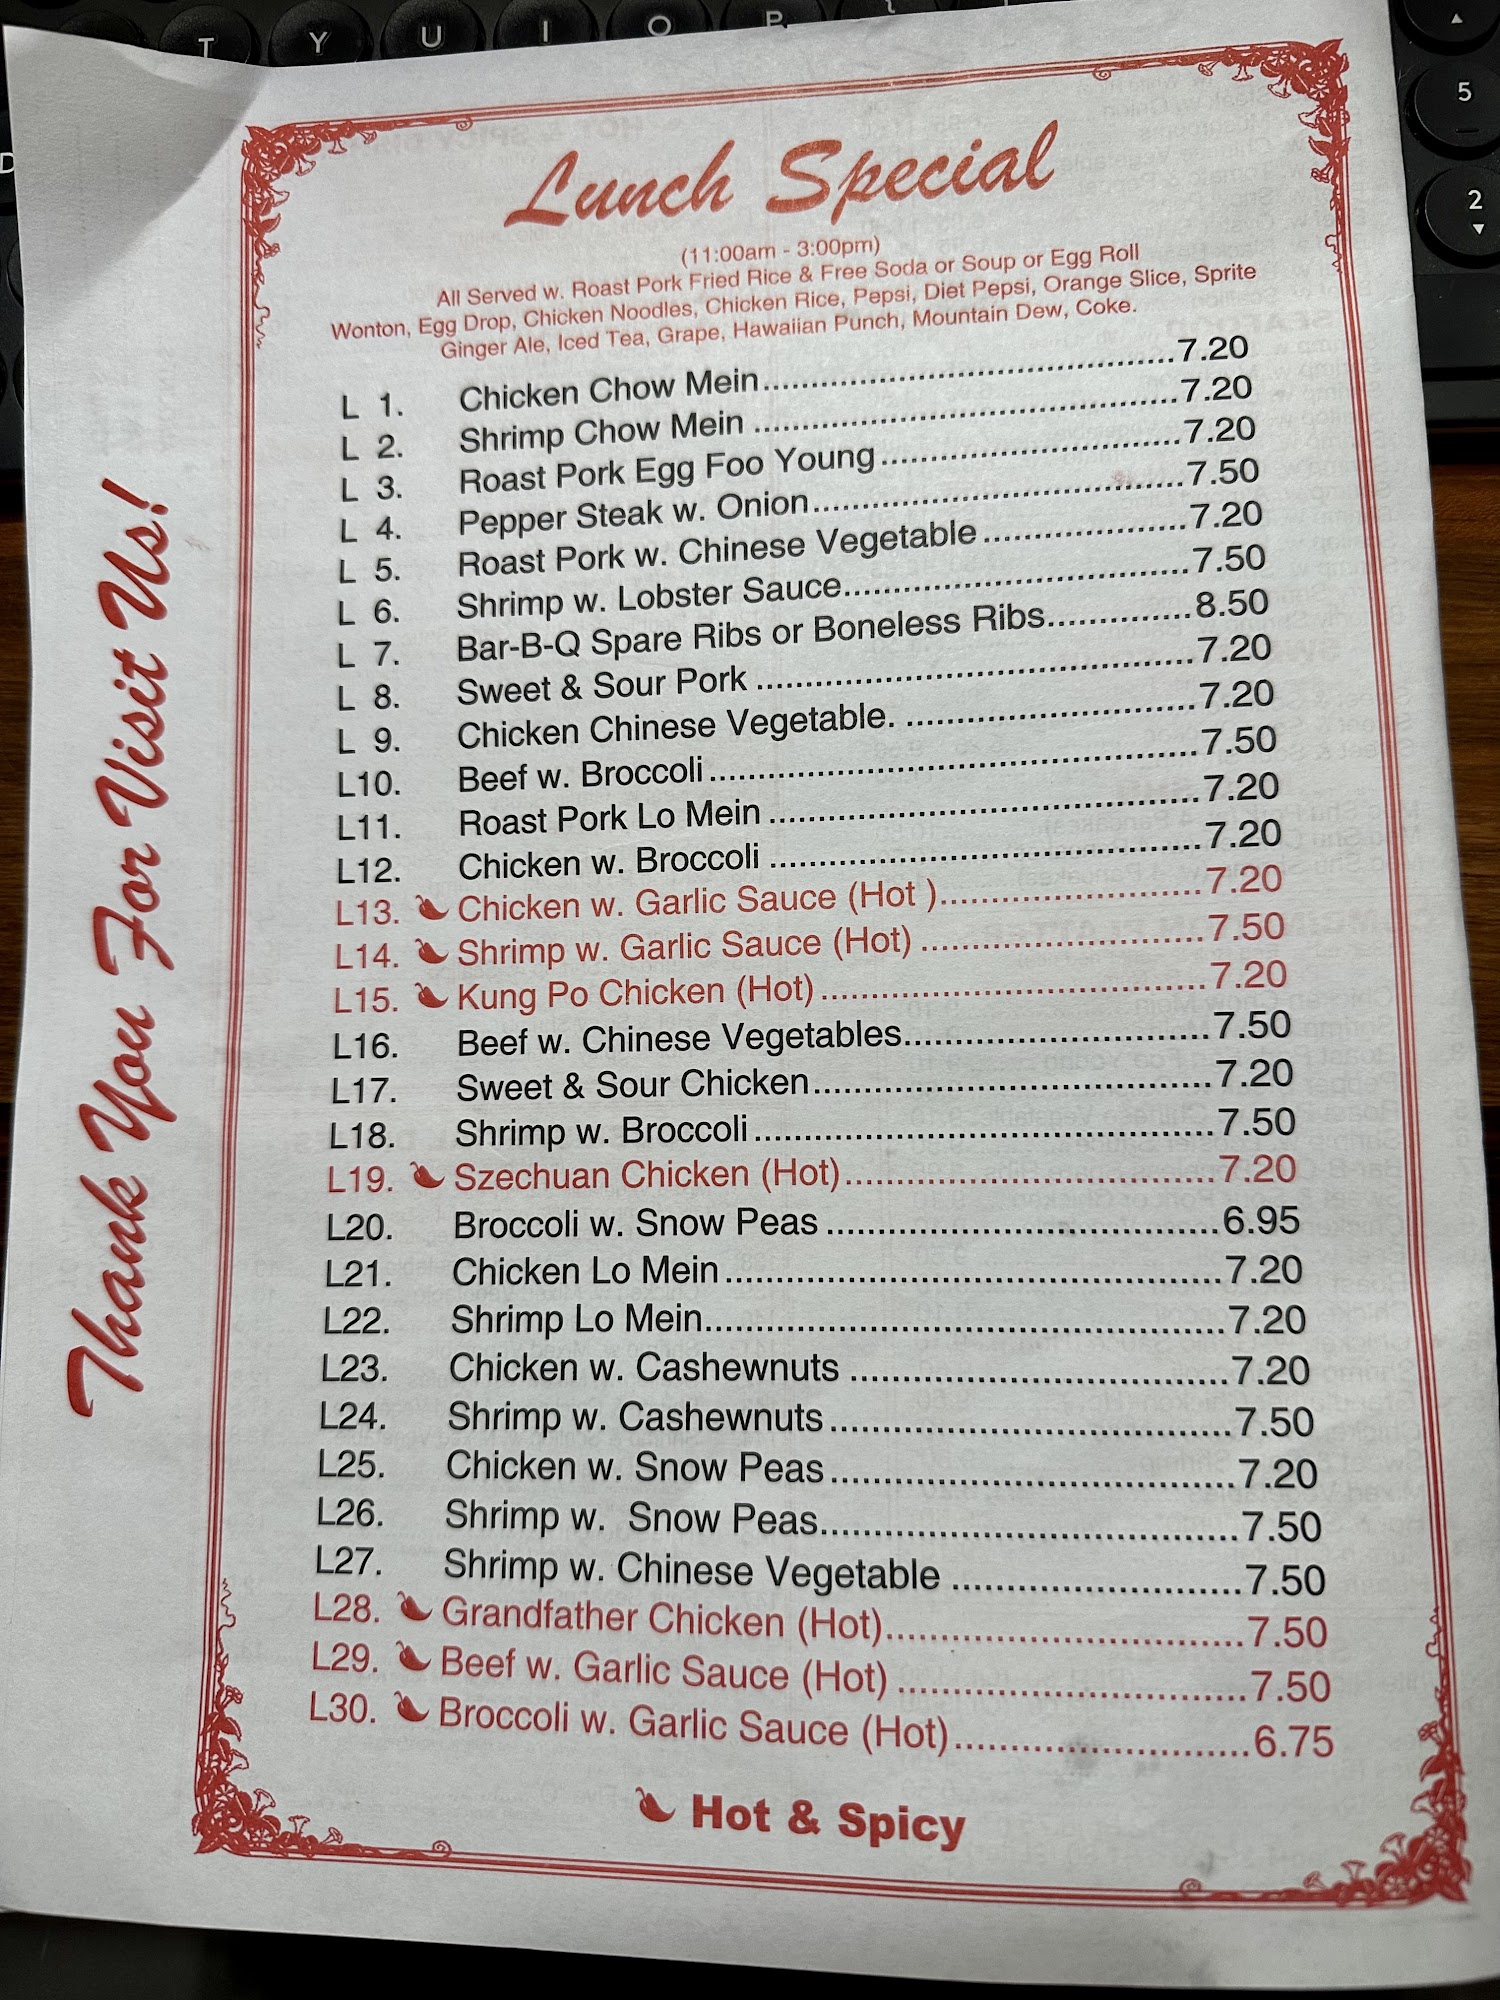 T Y U I O P
5
2
D
Lunch Special
(11:00am - 3:00pm)
All Served w. Roast Pork Fried Rice & Free Soda or Soup or Egg Roll
Wonton, Egg Drop, Chicken Noodles, Chicken Rice, Pepsi, Diet Pepsi, Orange Slice, Sprite
Ginger Ale, Iced Tea, Grape, Hawaiian Punch, Mountain Dew, Coke.
L 1. Chicken Chow Mein 7.20
L 2. Shrimp Chow Mein 7.20
L 3. Roast Pork Egg Foo Young 7.20
L 4. Pepper Steak w. Onion 7.50
L 5. Roast Pork w. Chinese Vegetable 7.20
L 6. Shrimp w. Lobster Sauce 7.50
L 7. Bar-B-Q Spare Ribs or Boneless Ribs 8.50
L 8. Sweet & Sour Pork 7.20
L 9. Chicken Chinese Vegetable. 7.20
L10. Beef w. Broccoli 7.50
L11. Roast Pork Lo Mein 7.20
L12. Chicken w. Broccoli 7.20
L13. Chicken w. Garlic Sauce (Hot ) 7.20
L14. Shrimp w. Garlic Sauce (Hot) 7.50
L15. Kung Po Chicken (Hot) 7.20
L16. Beef w. Chinese Vegetables 7.50
L17. Sweet & Sour Chicken 7.20
L18. Shrimp w. Broccoli 7.50
L19. Szechuan Chicken (Hot) 7.20
L20. Broccoli w. Snow Peas 6.95
L21. Chicken Lo Mein 7.20
L22. Shrimp Lo Mein 7.20
L23. Chicken w. Cashewnuts 7.20
L24. Shrimp w. Cashewnuts 7.50
L25. Chicken w. Snow Peas 7.20
L26. Shrimp w. Snow Peas 7.50
L27. Shrimp w. Chinese Vegetable 7.50
L28. Grandfather Chicken (Hot) 7.50
L29. Beef w. Garlic Sauce (Hot) 7.50
L30. Broccoli w. Garlic Sauce (Hot) 6.75
Hot & Spicy
Thank You For Visit Us!